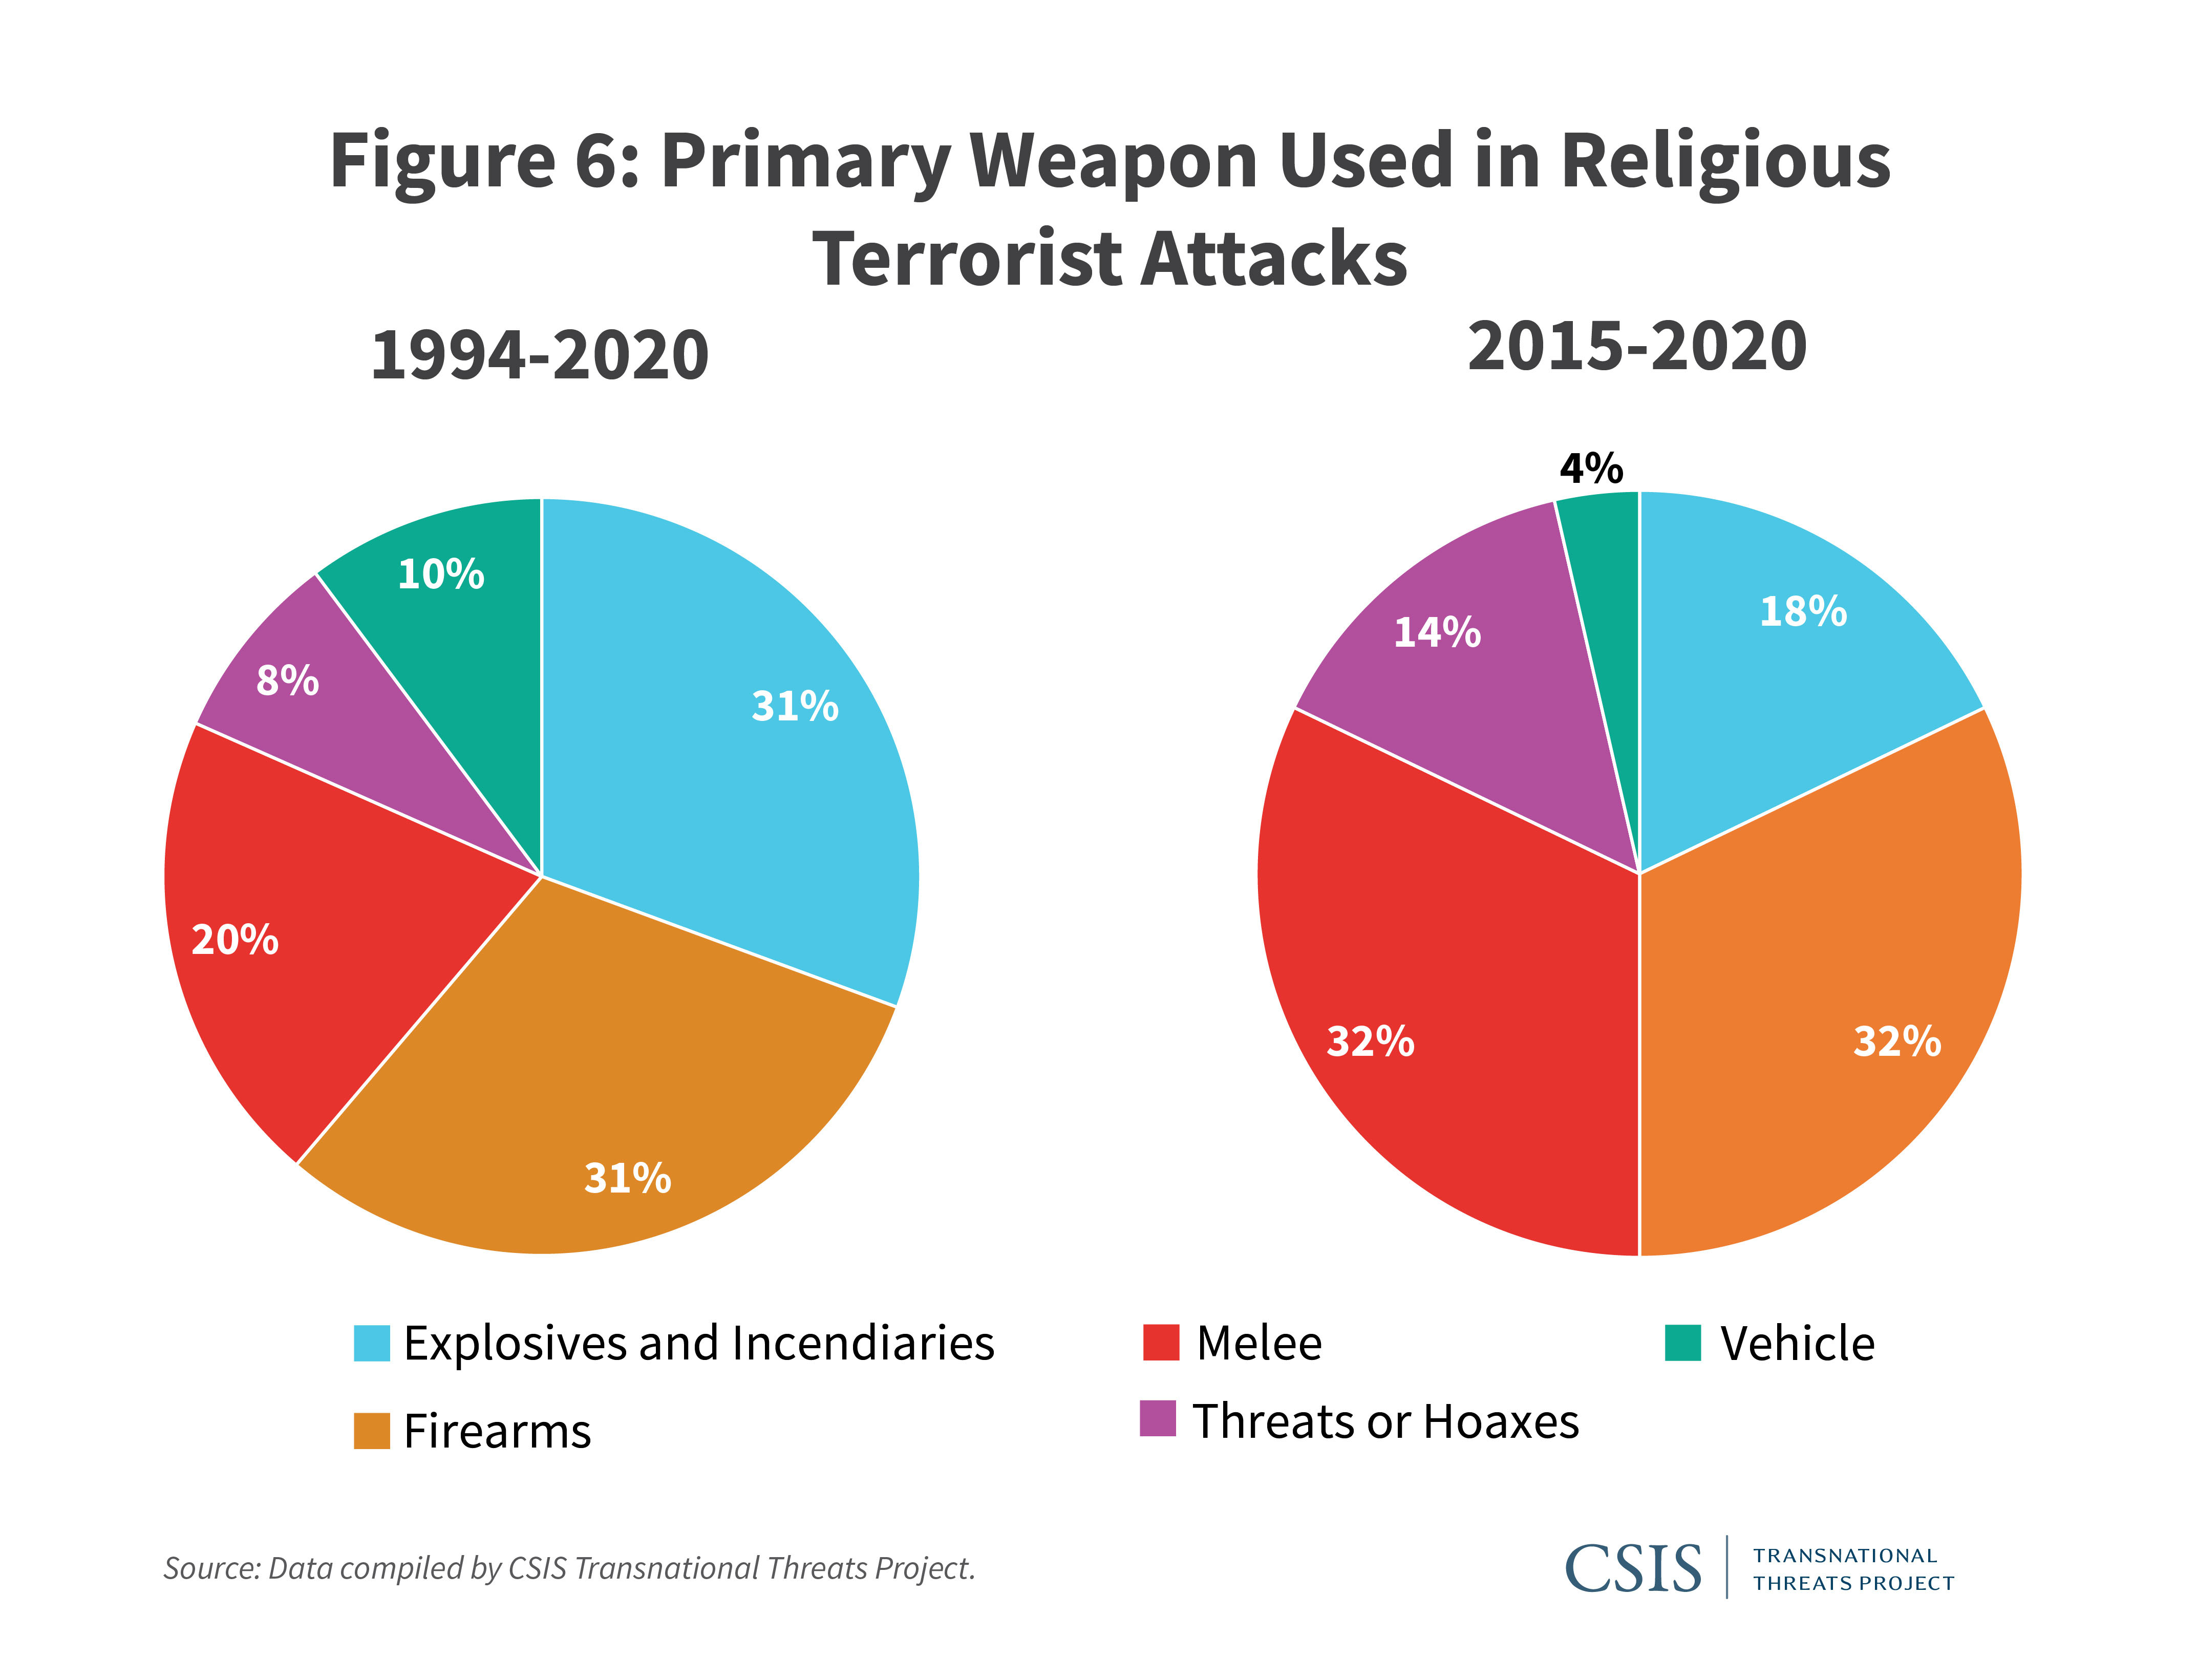 Figure 6: Primary Weapon Used in Religious
Terrorist Attacks
1994-2020
2015-2020
10%
8%
31%
20%
31%
4%
14%
18%
32%
32%
Explosives and Incendiaries
Firearms
Melee
Threats or Hoaxes
Vehicle
Source: Data compiled by CSIS Transnational Threats Project.
CSIS
TRANSNATIONAL
THREATS PROJECT